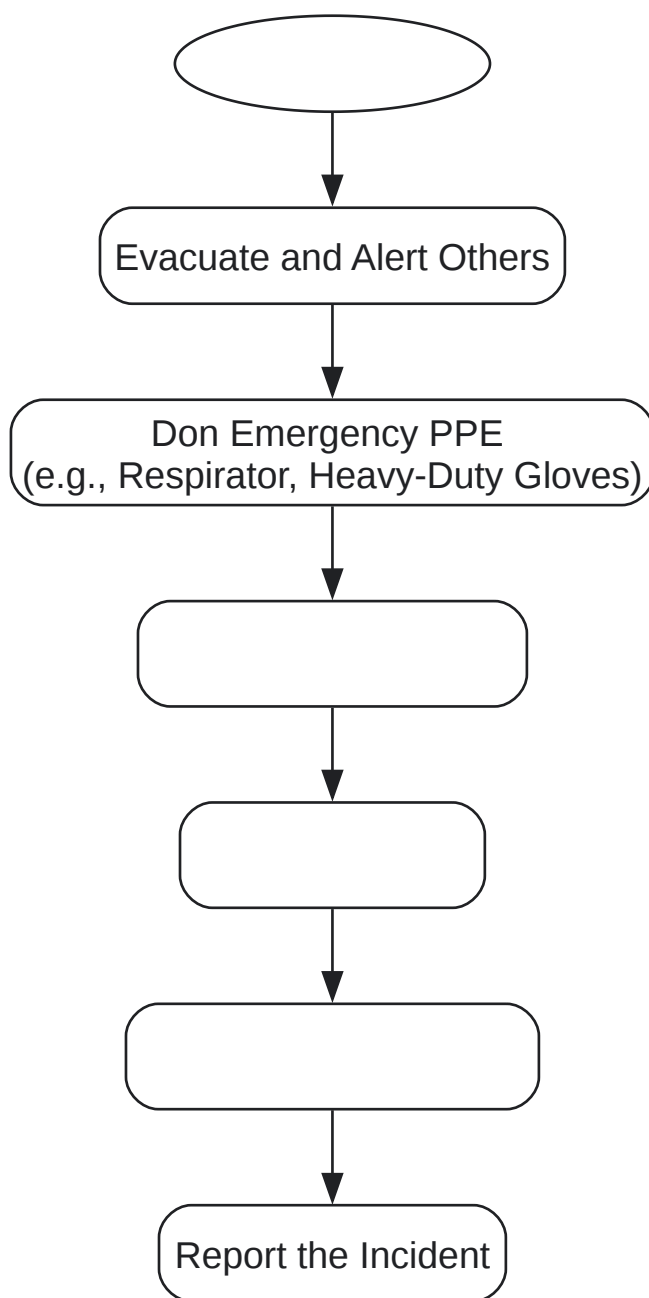 Evacuate and Alert Others
Don Emergency PPE
(e.g., Respirator, Heavy-Duty Gloves)
Report the Incident